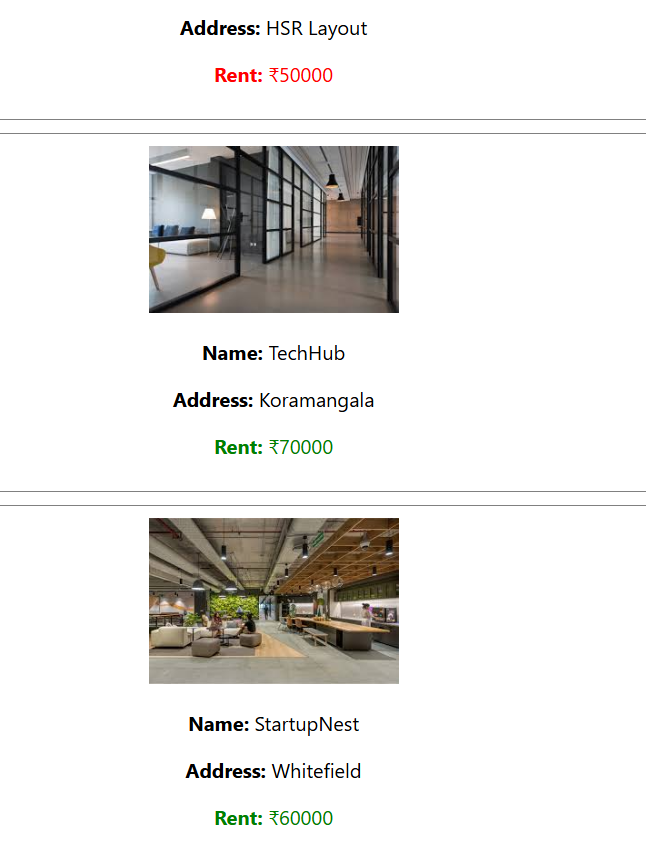 Address: HSR Layout
Rent: ₹50000
Name: TechHub
Address: Koramangala
Rent: ₹70000
Name: StartupNest
Address: Whitefield
Rent: ₹60000